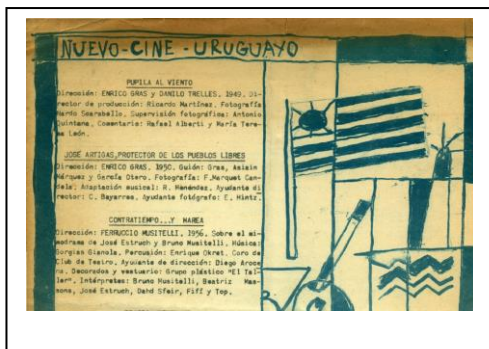 NUEVO-CINE-URUGUAYO
PUPILA AL VIENTO
Dirección: ENRICO GRAS y DANILO TRELLES, 1949. Di-
rector de producción: Ricardo Martínez. Fotografía
Nardo Scarabello. Supervisión fotográfica: Antonio
Quintana, Comentario: Rafael Alberti y María Tere-
sa León.
JOSÉ ARTIGAS, PROTECTOR DE LOS PUEBLOS LIBRES
Dirección: ENRICO GRAS, 1950. Guión: Gras,
Márquez y García Otero. Fotografía: F. Marquet Can-
dela; Adaptación musical: R. Menéndez, Ayudante di
rector: C. Bayarres, Ayudante fotógrafo: E. Hintz.
CONTRATIEMPO...Y MAREA
Dirección: FERRUCCIO MUSITELLI, 1956. Sobre el mi-
modrama de José Estruch y Bruno Musitelli. Música:
Borgias Gianola, Percusión: Enrique Okret. Coro de
Club de Teatro, Ayudante de dirección: Diego Aroce
na. Decorados y vestuario: Grupo plástico "El Tal-
ler". Intérpretes: Bruno Musitelli, Beatriz Mas-
sons, José Estruch, Dahd Sfeir, Fiff y Top.